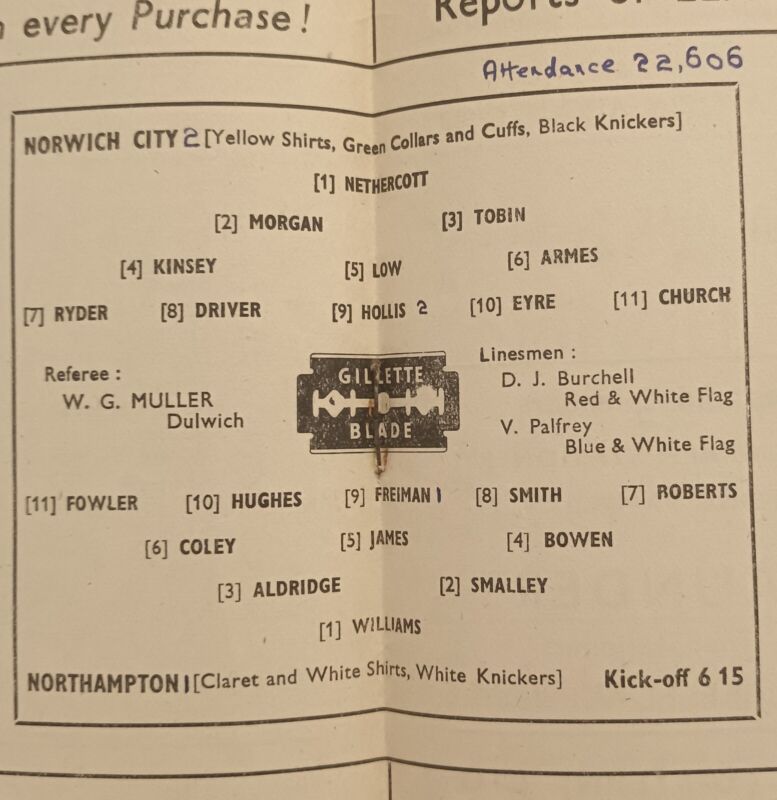 every Purchase !
Attendance 22,606
NORWICH CITY 2 [Yellow Shirts, Green Collars and Cuffs, Black Knickers]
[1] NETHERCOTT
[2] MORGAN [3] TOBIN
[4] KINSEY [5] LOW [6] ARMES
[7] RYDER [8] DRIVER [9] HOLLIS 2 [10] EYRE [11] CHURCH
Referee :
W. G. MULLER
Dulwich
GILLETTE
BLADE
Linesmen :
D. J. Burchell
Red & White Flag
V. Palfrey
Blue & White Flag
[11] FOWLER [10] HUGHES [9] FREIMAN 1 [8] SMITH [7] ROBERTS
[6] COLEY [5] JAMES [4] BOWEN
[3] ALDRIDGE [2] SMALLEY
[1] WILLIAMS
NORTHAMPTON 1 [Claret and White Shirts, White Knickers] Kick-off 6 15